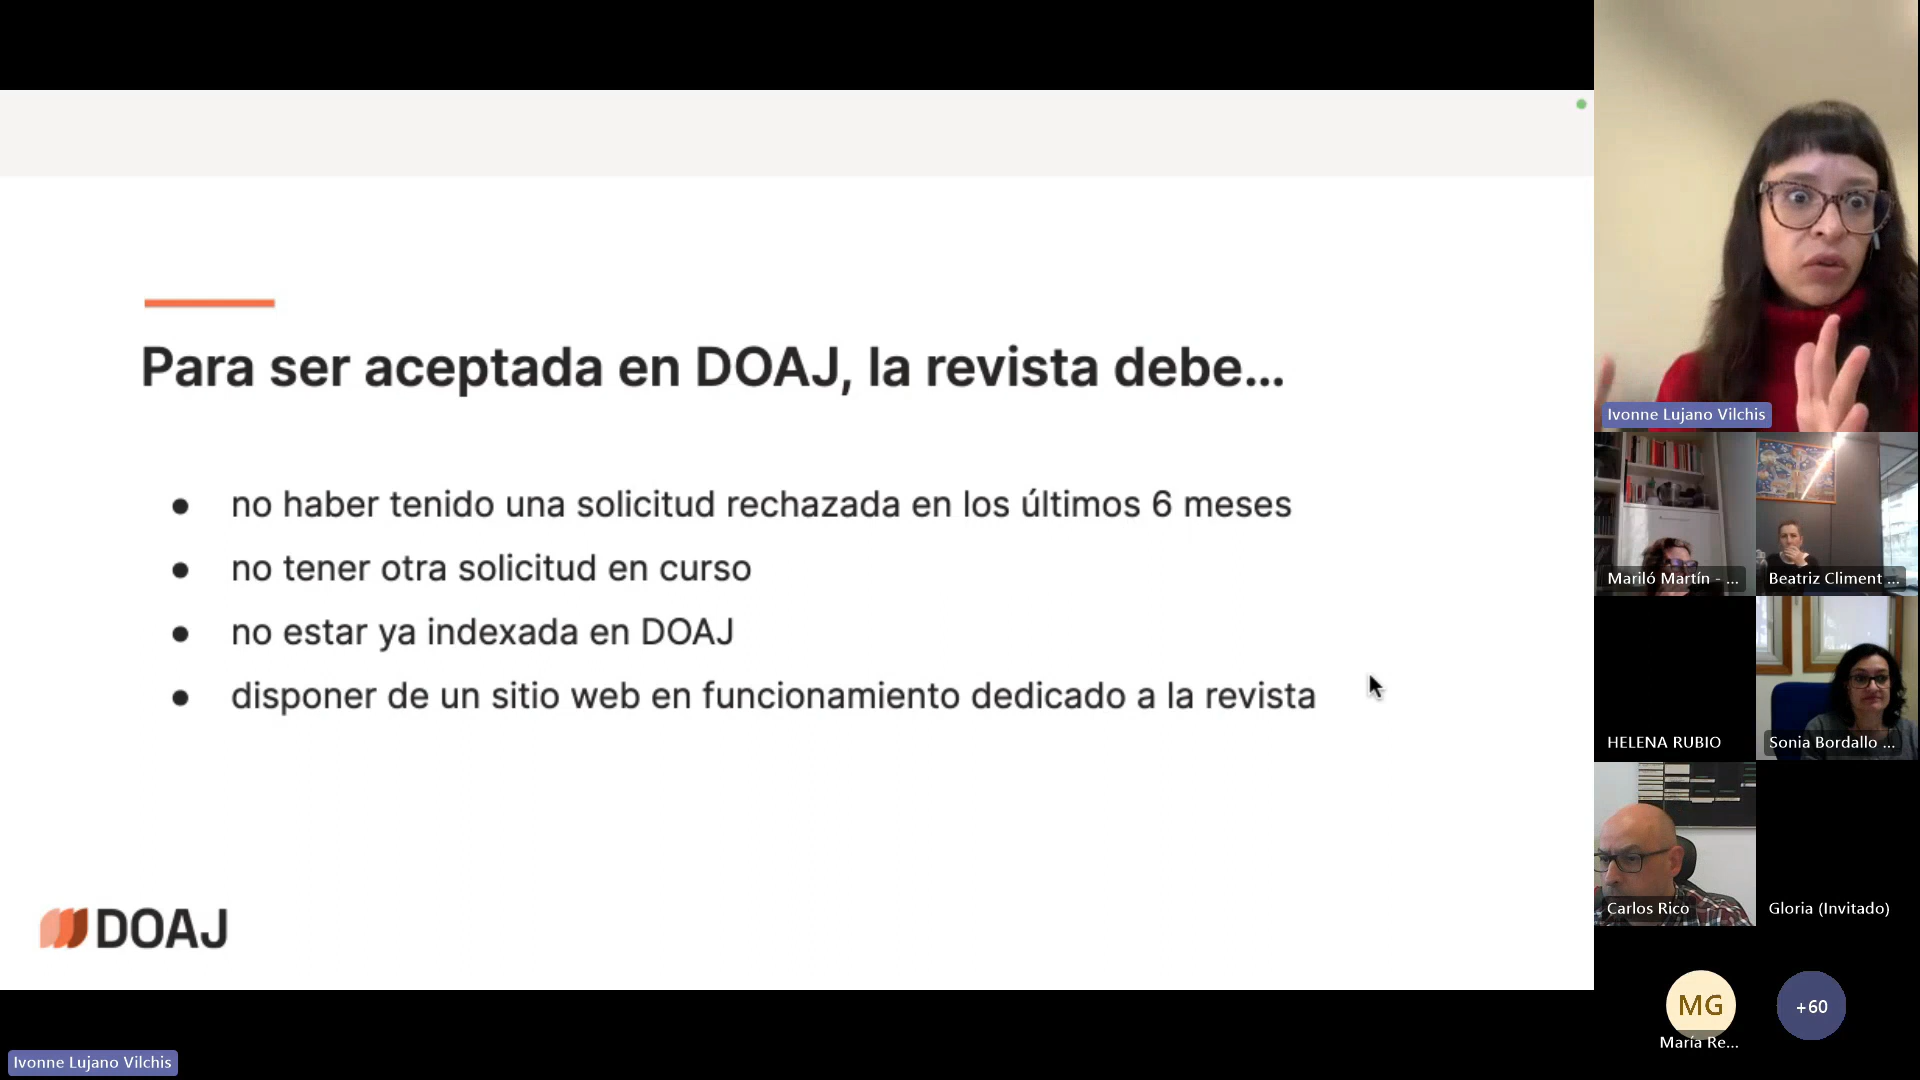 Para ser aceptada en DOAJ, la revista debe...
● no haber tenido una solicitud rechazada en los últimos 6 meses
● no tener otra solicitud en curso
● no estar ya indexada en DOAJ
● disponer de un sitio web en funcionamiento dedicado a la revista
DOAJ
Ivonne Lujano Vilchis
Ivonne Lujano Vilchis
Mariló Martín - ...
Beatriz Climent ...
HELENA RUBIO
Sonia Bordallo ...
Carlos Rico
Gloria (Invitado)
MG
María Re...
+60